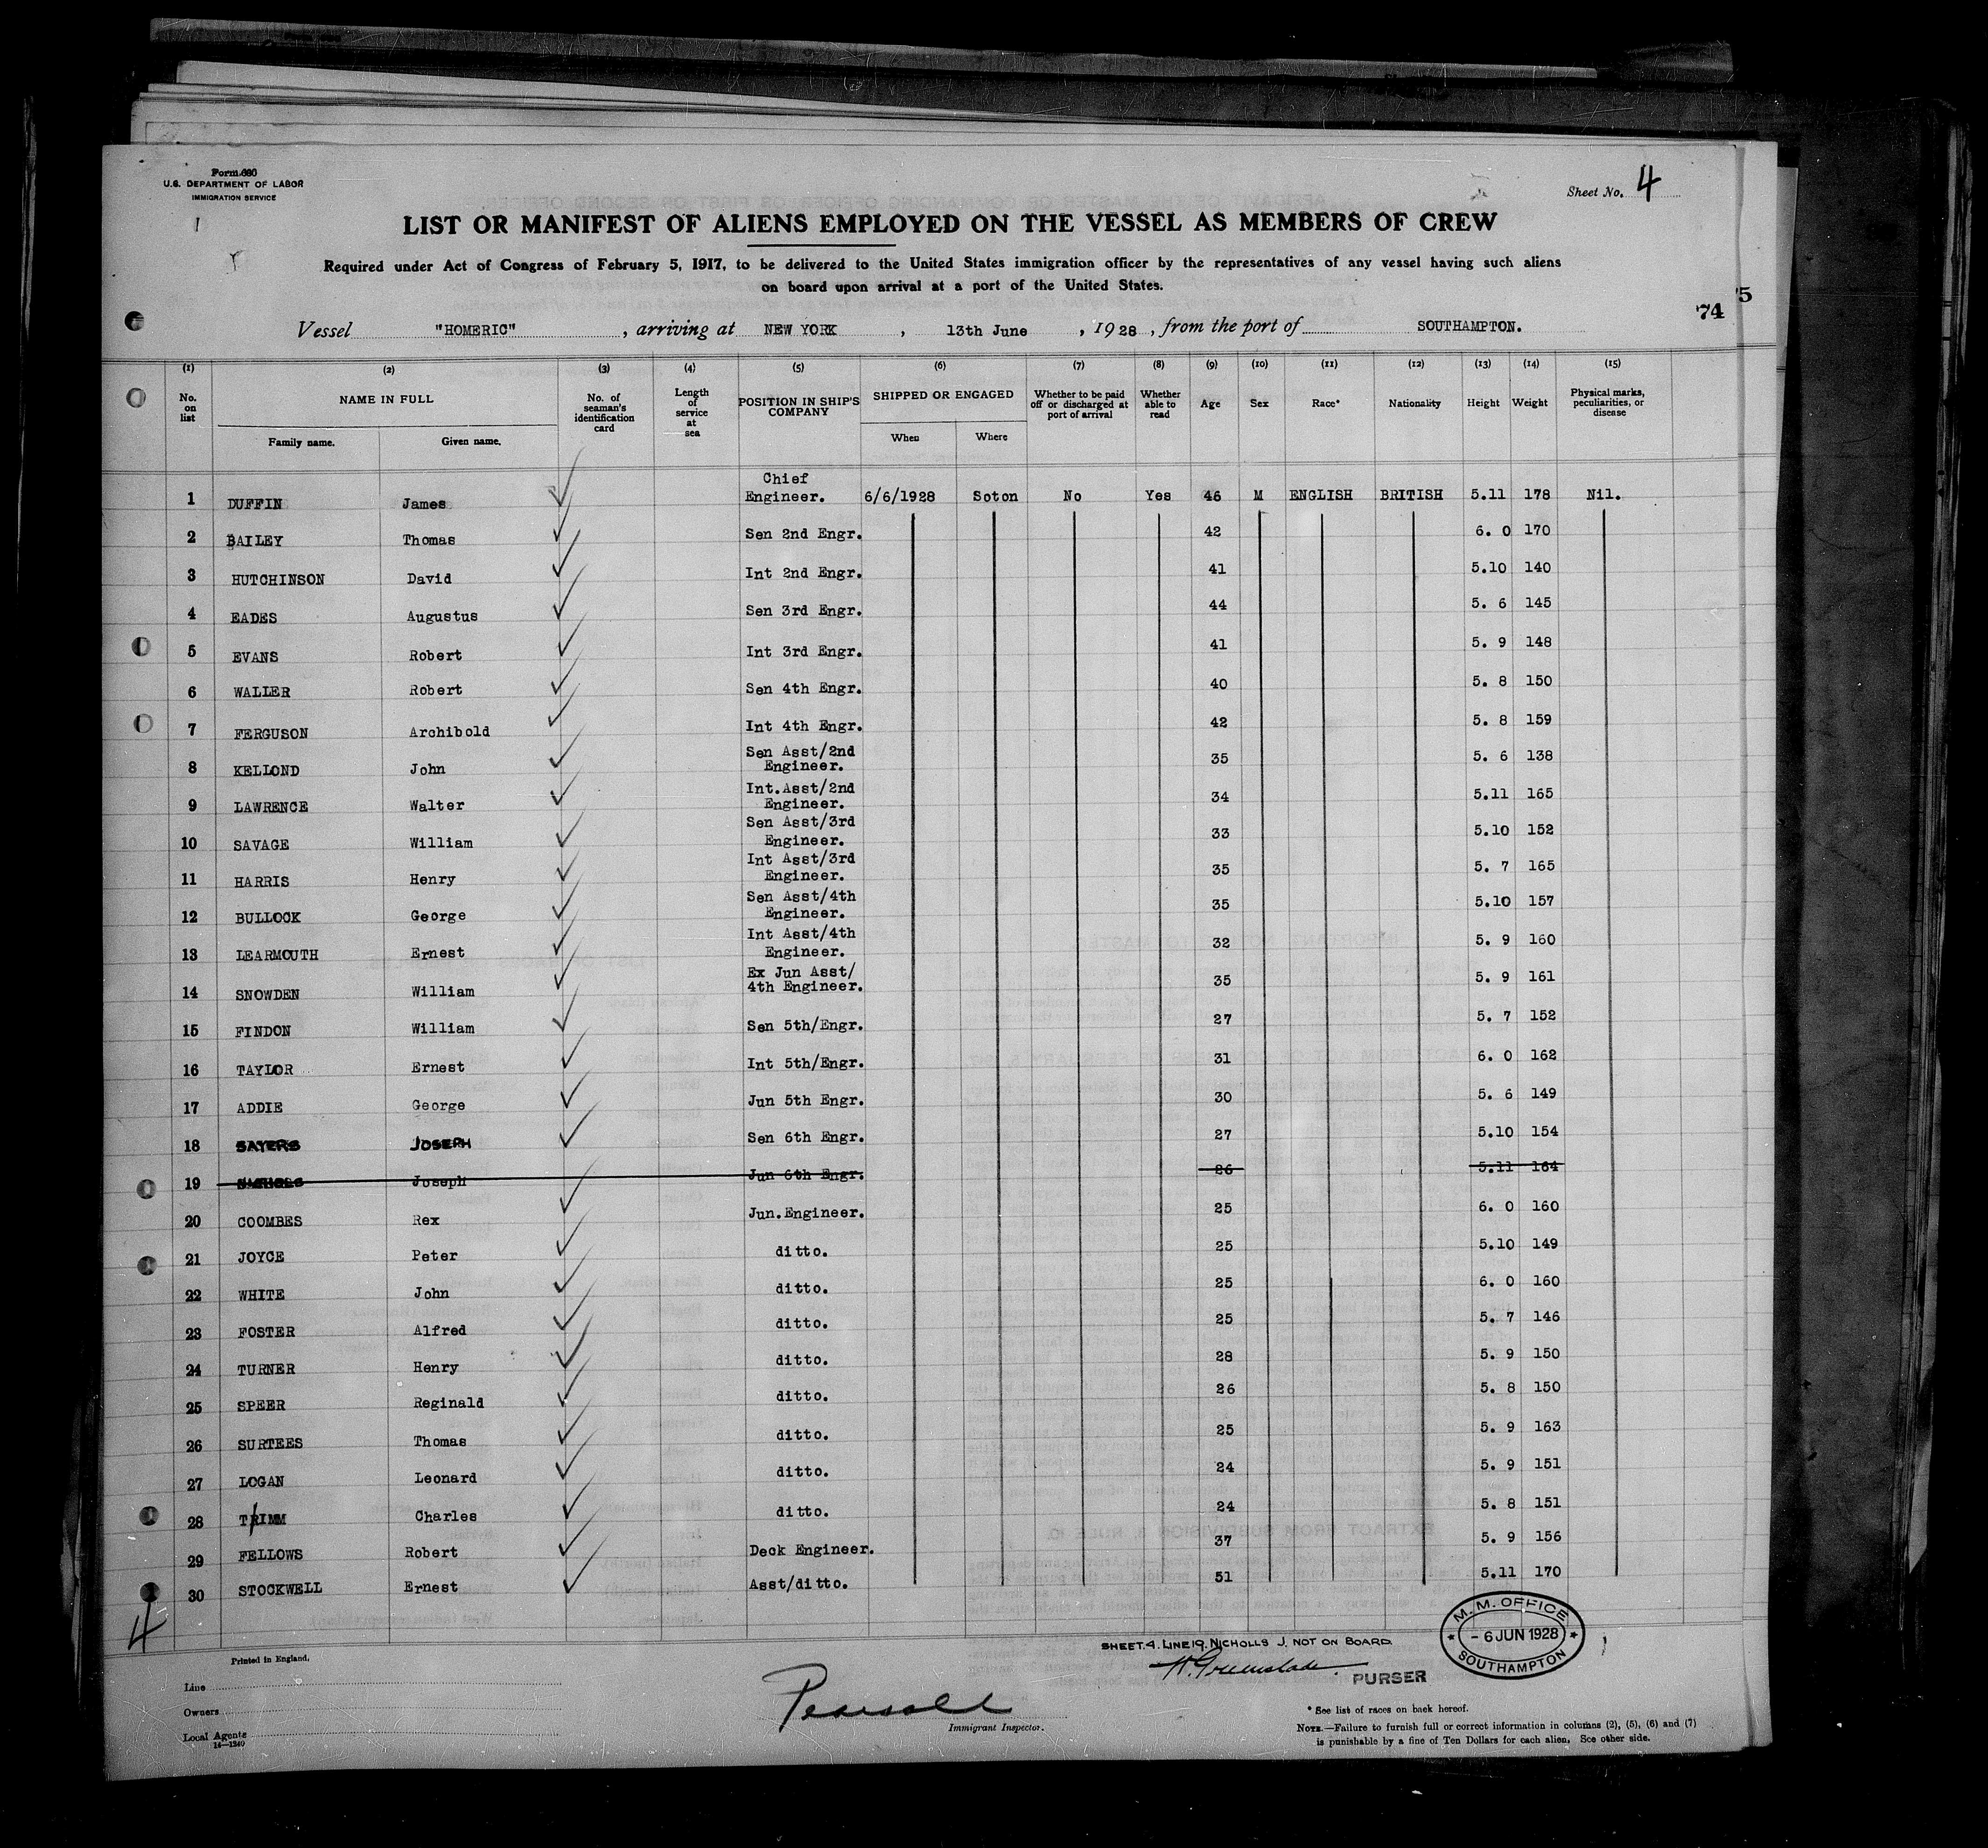 Form 680
U.S. DEPARTMENT OF LABOR
IMMIGRATION SERVICE
Sheet No. 4
LIST OR MANIFEST OF ALIENS EMPLOYED ON THE VESSEL AS MEMBERS OF CREW
Required under Act of Congress of February 5, 1917, to be delivered to the United States immigration officer by the representatives of any vessel having such aliens
on board upon arrival at a port of the United States.
'74 '5
Vessel "HOMERIC", arriving at NEW YORK, 13th June, 1928, from the port of SOUTHAMPTON.
(1) (2) (3) (4) (5) (6) (7) (8) (9) (10) (11) (12) (13) (14) (15)
No. on list NAME IN FULL Family name. Given name. No. of seaman's identification card Length of service at sea POSITION IN SHIP'S COMPANY SHIPPED OR ENGAGED When Where Whether to be paid off or discharged at port of arrival Whether able to read Age Sex Race* Nationality Height Weight Physical marks, peculiarities, or disease
1 DUFFIN James Chief Engineer. 6/6/1928 Soton No Yes 46 M ENGLISH BRITISH 5.11 178 Nil.
2 BAILEY Thomas Sen 2nd Engr. 42 6. 0 170
3 HUTCHINSON David Int 2nd Engr. 41 5.10 140
4 EADES Augustus Sen 3rd Engr. 44 5. 6 145
5 EVANS Robert Int 3rd Engr. 41 5. 9 148
6 WALLER Robert Sen 4th Engr. 40 5. 8 150
7 FERGUSON Archibold Int 4th Engr. 42 5. 8 159
8 KELLOND John Sen Asst/2nd Engineer. 35 5. 6 138
9 LAWRENCE Walter Int.Asst/2nd Engineer. 34 5.11 165
10 SAVAGE William Sen Asst/3rd Engineer. 33 5.10 152
11 HARRIS Henry Int Asst/3rd Engineer. 35 5. 7 165
12 BULLOCK George Sen Asst/4th Engineer. 35 5.10 157
13 LEARMOUTH Ernest Int Asst/4th Engineer. 32 5. 9 160
14 SNOWDEN William Ex Jun Asst/ 4th Engineer. 35 5. 9 161
15 FINDON William Sen 5th/Engr. 27 5. 7 152
16 TAYLOR Ernest Int 5th/Engr. 31 6. 0 162
17 ADDIE George Jun 5th Engr. 30 5. 6 149
18 SAYERS JOSEPH Sen 6th Engr. 27 5.10 154
19 Joseph Jun 6th Engr. 26 5.11 164
20 COOMBES Rex Jun.Engineer. 25 6. 0 160
21 JOYCE Peter ditto. 25 5.10 149
22 WHITE John ditto. 25 6. 0 160
23 FOSTER Alfred ditto. 25 5. 7 146
24 TURNER Henry ditto. 28 5. 9 150
25 SPEER Reginald ditto. 26 5. 8 150
26 SURTEES Thomas ditto. 25 5. 9 163
27 LOGAN Leonard ditto. 24 5. 9 151
28 TRIMM Charles ditto. 24 5. 8 151
29 FELLOWS Robert Deck Engineer. 37 5. 9 156
30 STOCKWELL Ernest Asst/ditto. 51 5.11 170
4
Printed in England.
SHEET.4. LINE 19. NICHOLLS J. NOT ON BOARD.
PURSER
M.M. OFFICE
- 6 JUN 1928
SOUTHAMPTON
Line
Owners
Local Agents
14—1240
Immigrant Inspector.
* See list of races on back hereof.
NOTE.—Failure to furnish full or correct information in columns (2), (5), (6) and (7)
is punishable by a fine of Ten Dollars for each alien. See other side.